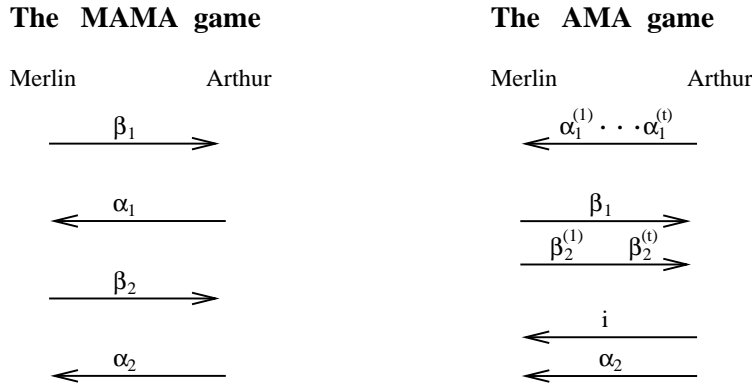 The MAMA game
Merlin Arthur
β₁
α₁
β₂
α₂
The AMA game
Merlin Arthur
α₁⁽¹⁾ · · · α₁⁽ᵗ⁾
β₁
β₂⁽¹⁾ β₂⁽ᵗ⁾
i
α₂